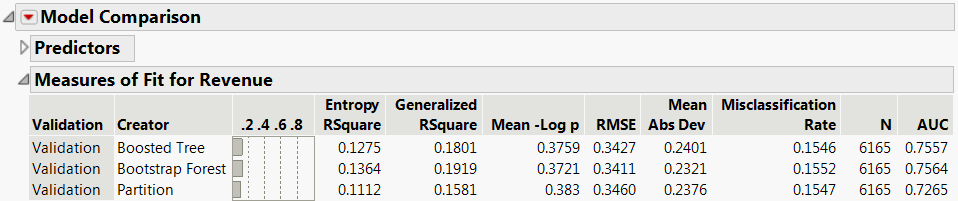 Model Comparison
Predictors
Measures of Fit for Revenue
Entropy Generalized Mean Misclassification
Validation Creator .2 .4 .6 .8 RSquare RSquare Mean -Log p RMSE Abs Dev Rate N AUC
Validation Boosted Tree 0.1275 0.1801 0.3759 0.3427 0.2401 0.1546 6165 0.7557
Validation Bootstrap Forest 0.1364 0.1919 0.3721 0.3411 0.2321 0.1552 6165 0.7564
Validation Partition 0.1112 0.1581 0.383 0.3460 0.2376 0.1547 6165 0.7265